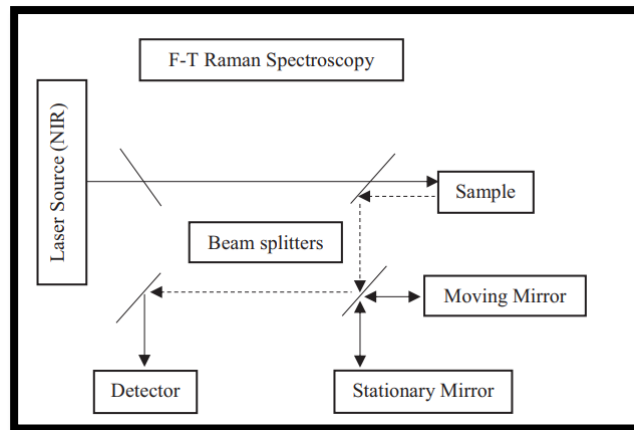 F-T Raman Spectroscopy
Laser Source (NIR)
Sample
Beam splitters
Moving Mirror
Detector
Stationary Mirror